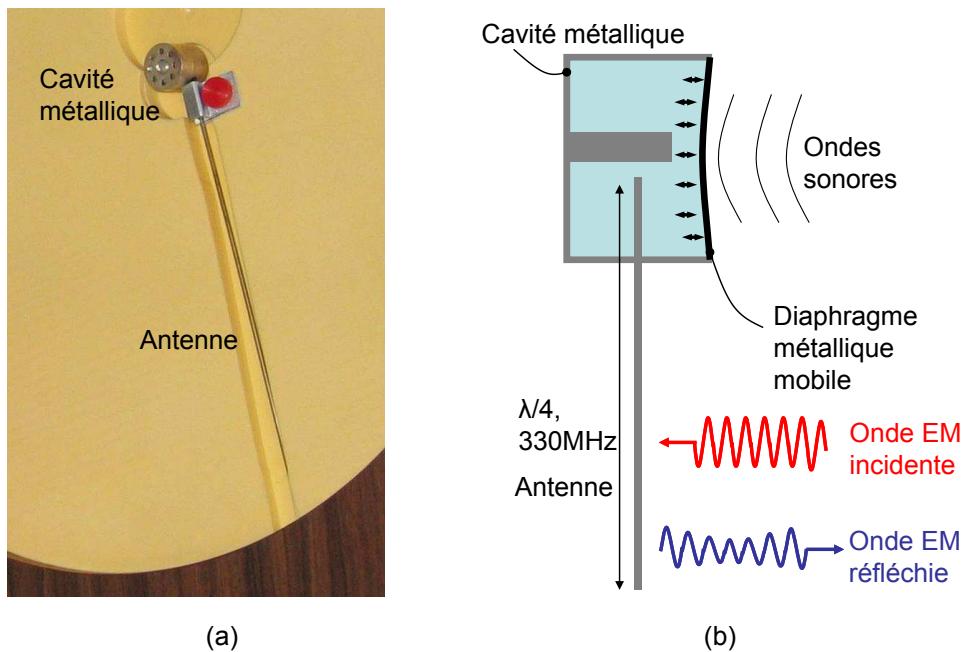 Cavité
métallique
Antenne
(a)
Cavité métallique
Ondes
sonores
Diaphragme
métallique
mobile
λ/4,
330MHz
Antenne
Onde EM
incidente
Onde EM
réfléchie
(b)